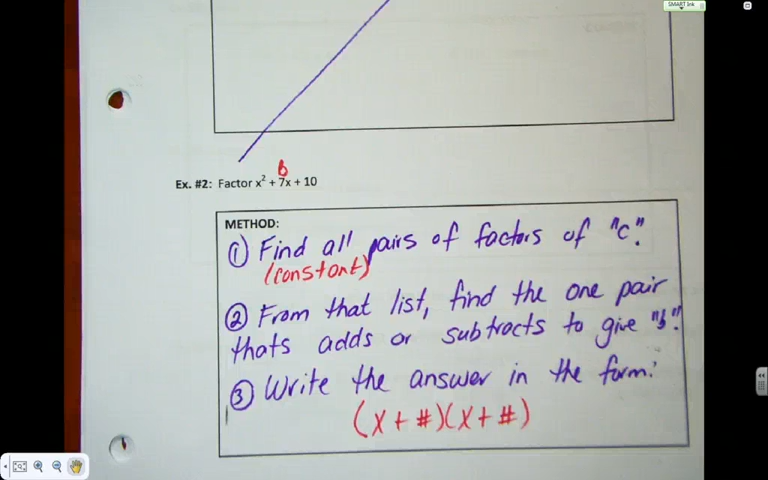 SMART Ink
b
Ex. #2: Factor x² + 7x + 10
METHOD:
① Find all pairs of factors of "c".
(constant)
② From that list, find the one pair
thats adds or subtracts to give "b".
③ Write the answer in the form:
(x + #)(x + #)